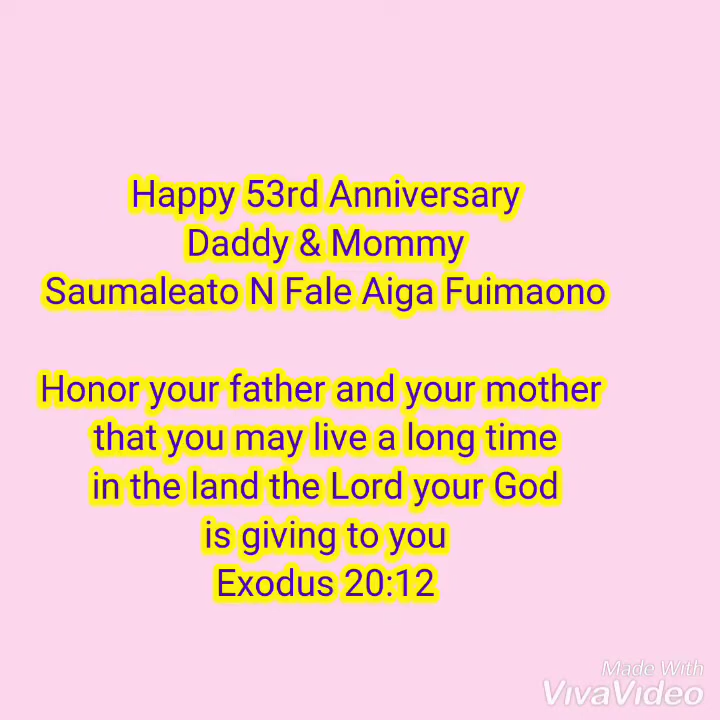 Happy 53rd Anniversary
Daddy & Mommy
Saumaleato N Fale Aiga Fuimaono
Honor your father and your mother
that you may live a long time
in the land the Lord your God
is giving to you
Exodus 20:12
Made With
VivaVideo